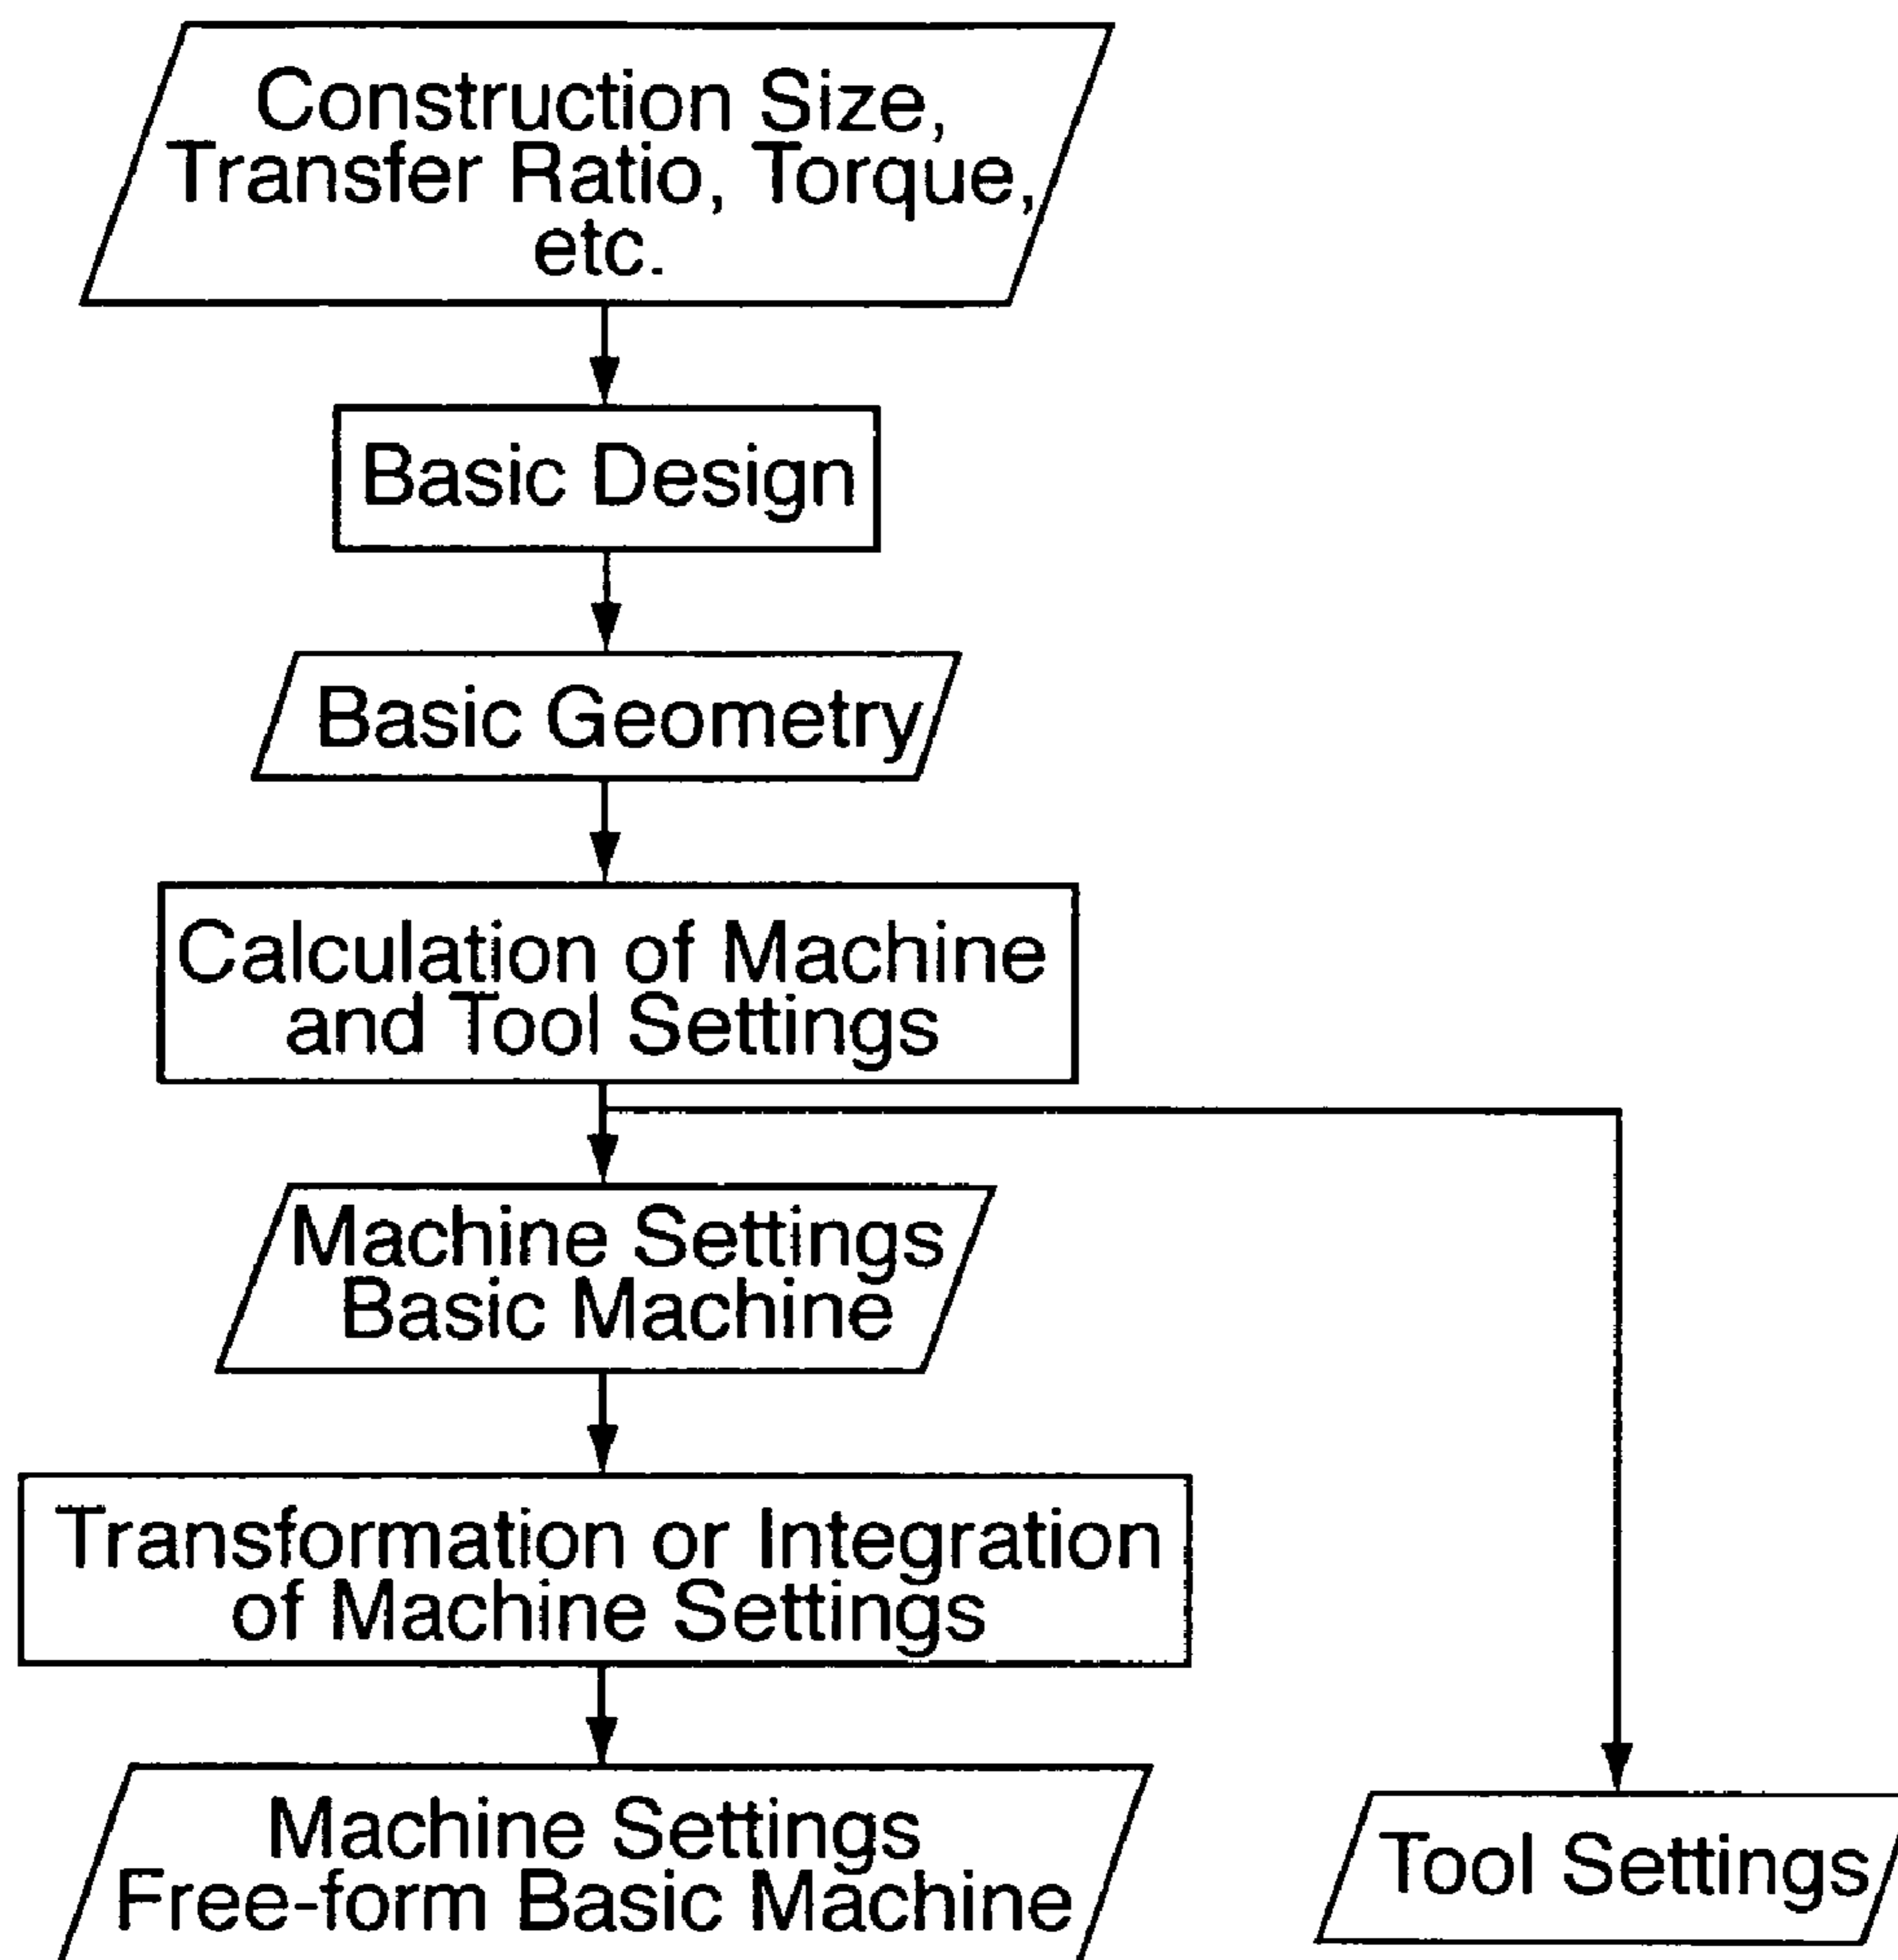 Construction Size,
Transfer Ratio, Torque,
etc.
Basic Design
Basic Geometry
Calculation of Machine
and Tool Settings
Machine Settings
Basic Machine
Transformation or Integration
of Machine Settings
Machine Settings
Free-form Basic Machine
Tool Settings